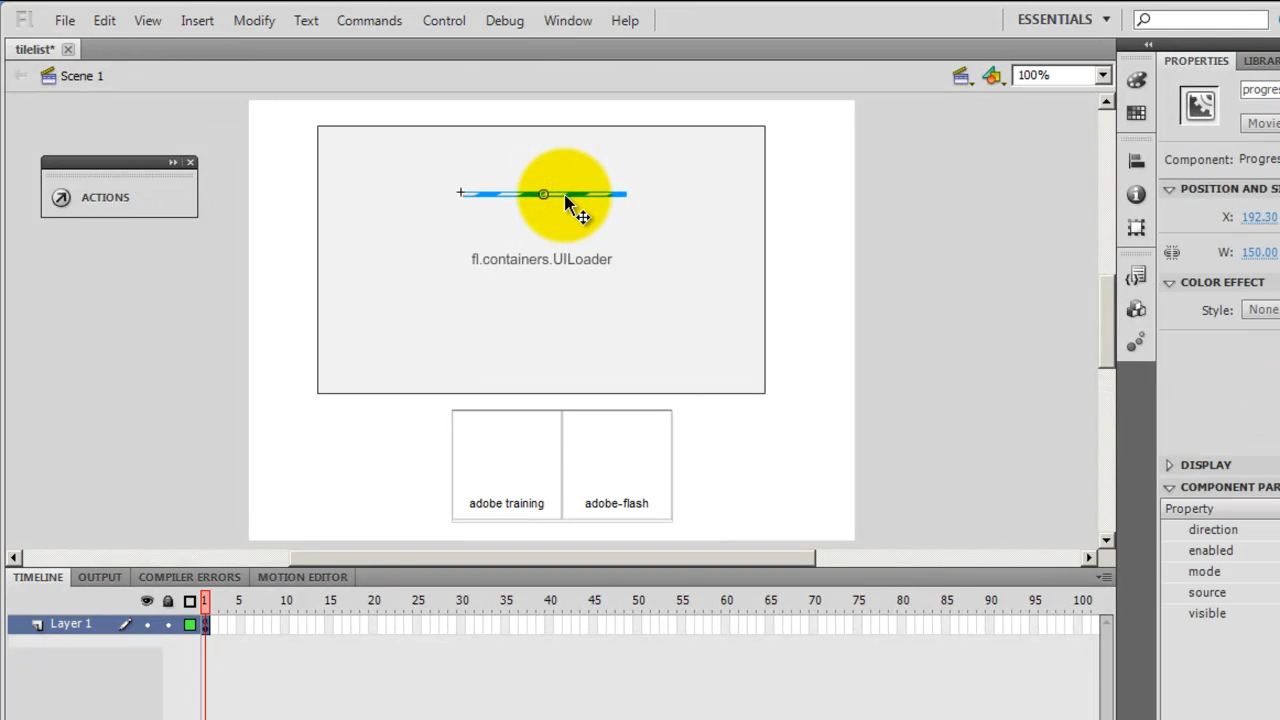 Fl File Edit View Insert Modify Text Commands Control Debug Window Help ESSENTIALS
tilelist*
Scene 1 100%
PROPERTIES LIBRAR
progres
Movie
ACTIONS
Component: Progre
POSITION AND SI
X: 192.30
W: 150.00
COLOR EFFECT
Style: None
fl.containers.UILoader
adobe training adobe-flash
DISPLAY
COMPONENT PAR
Property
direction
enabled
mode
source
visible
TIMELINE OUTPUT COMPILER ERRORS MOTION EDITOR
1 5 10 15 20 25 30 35 40 45 50 55 60 65 70 75 80 85 90 95 100
Layer 1